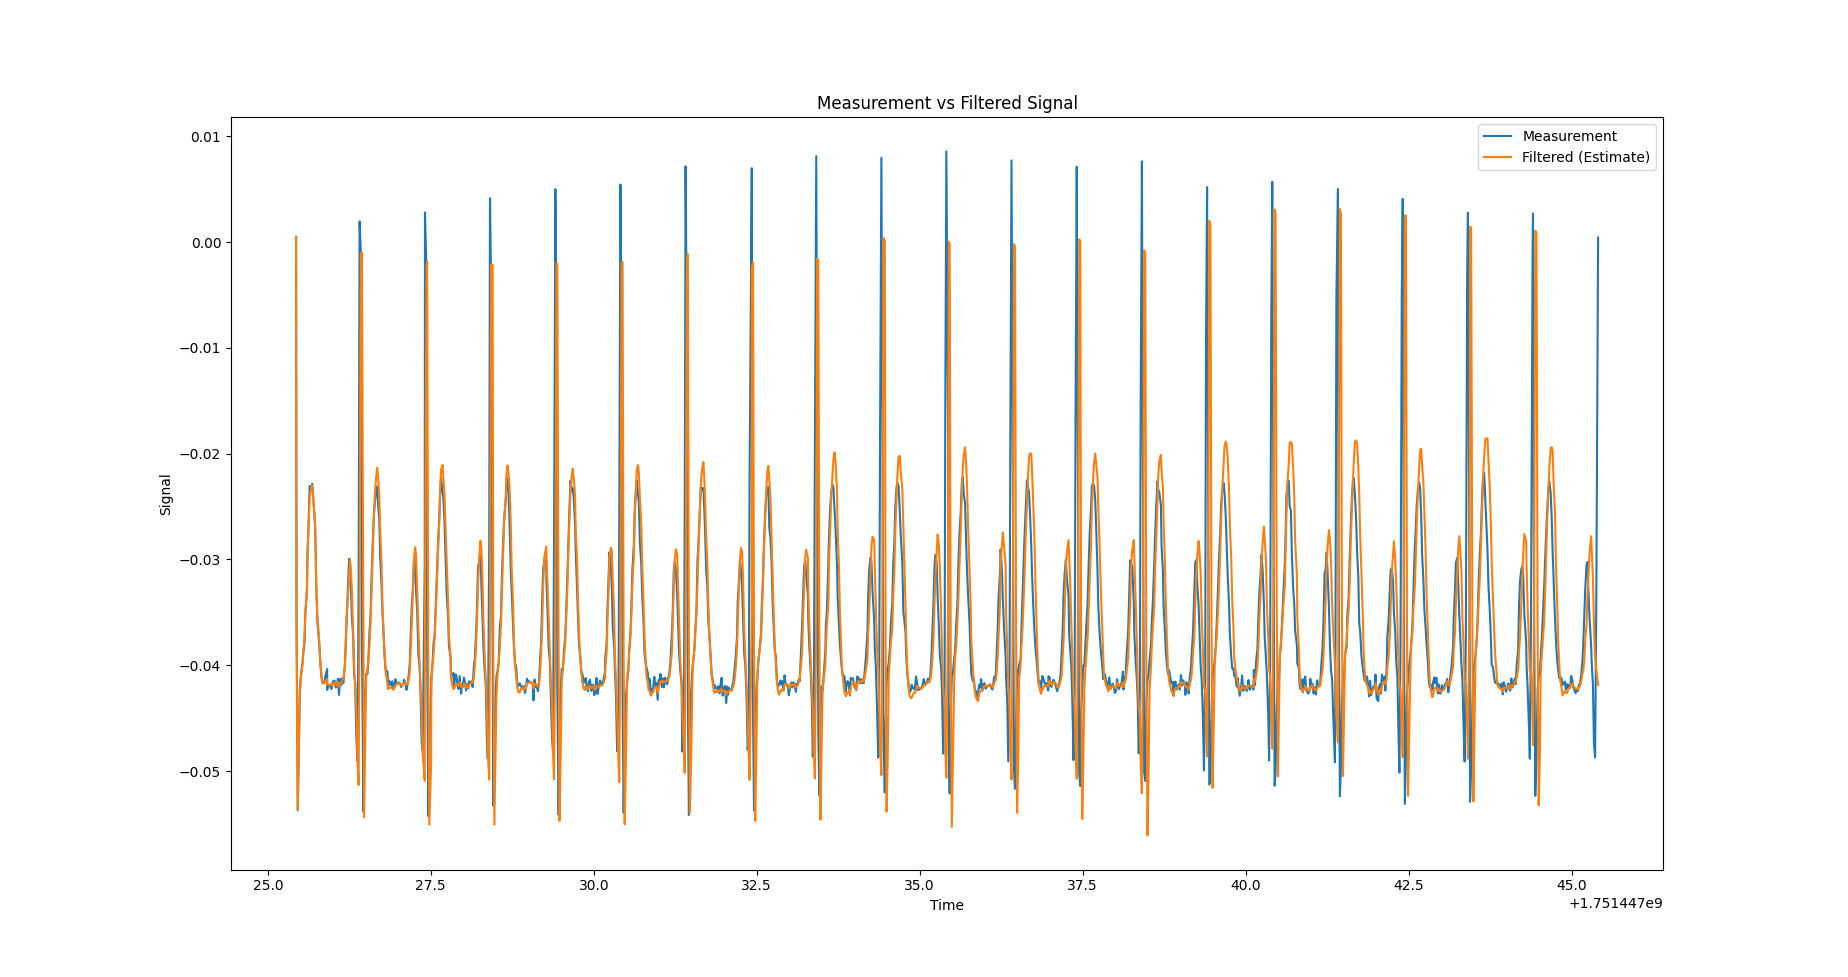 Measurement vs Filtered Signal
Measurement
Filtered (Estimate)
0.01
0.00
−0.01
−0.02
−0.03
−0.04
−0.05
Signal
25.0 27.5 30.0 32.5 35.0 37.5 40.0 42.5 45.0
Time
+1.751447e9